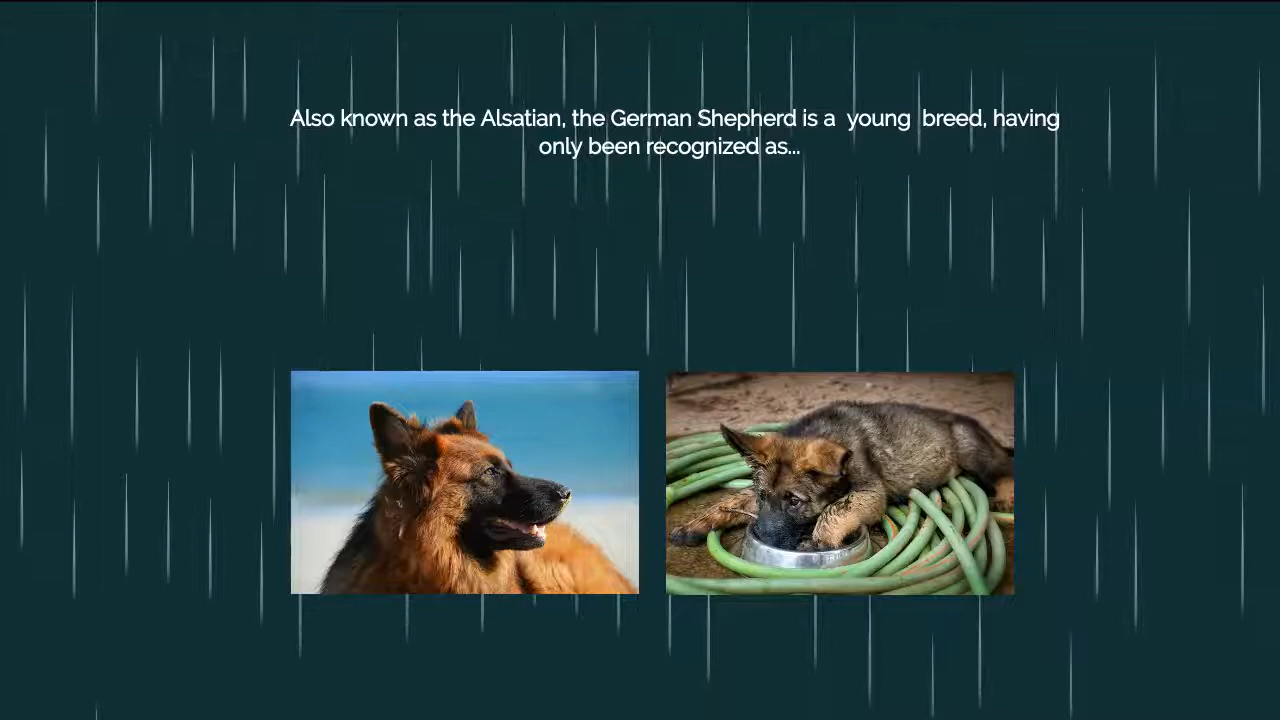 Also known as the Alsatian, the German Shepherd is a  young  breed, having
only been recognized as...